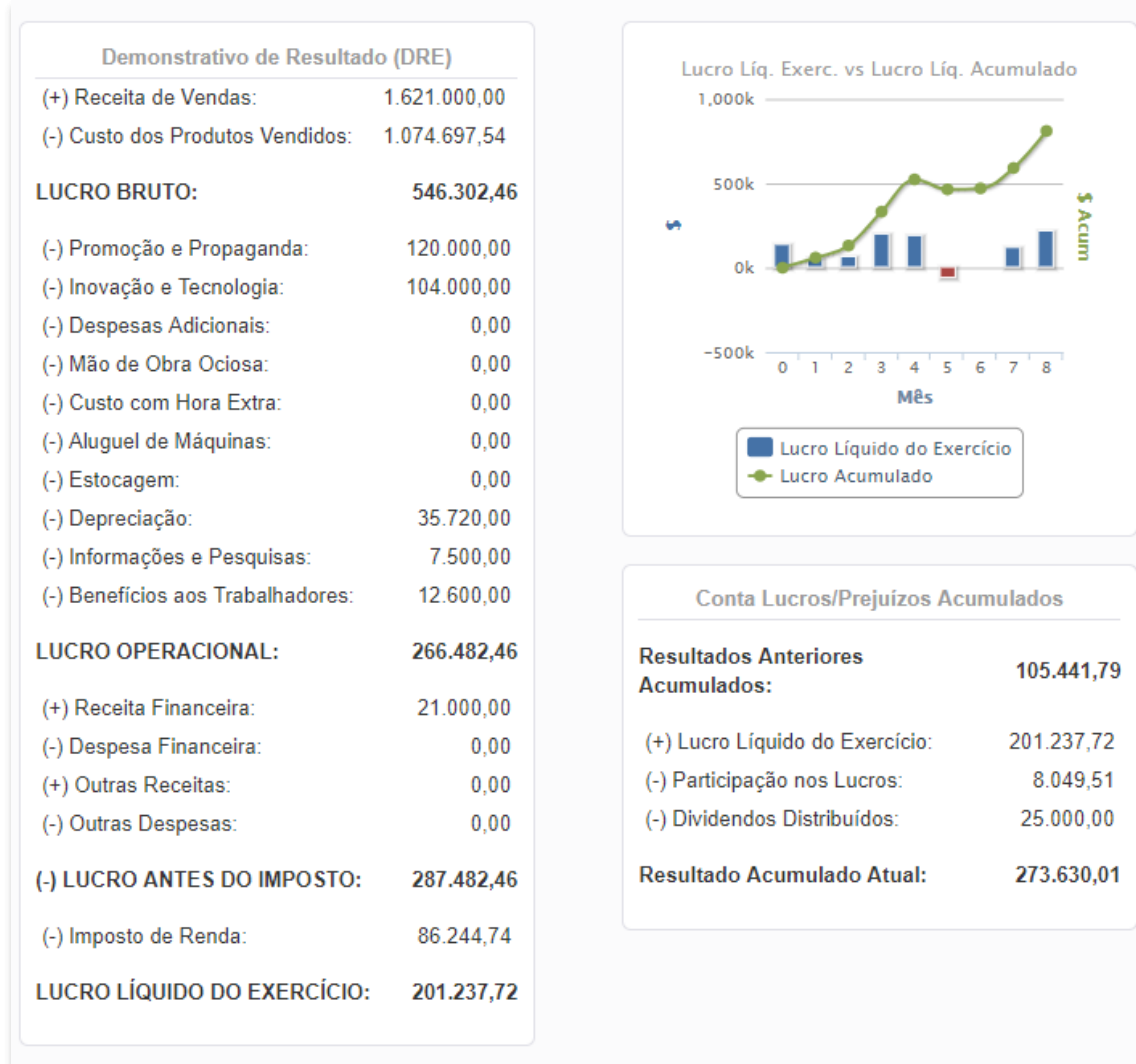 Demonstrativo de Resultado (DRE)
(+) Receita de Vendas: 1.621.000,00
(-) Custo dos Produtos Vendidos: 1.074.697,54
LUCRO BRUTO: 546.302,46
(-) Promoção e Propaganda: 120.000,00
(-) Inovação e Tecnologia: 104.000,00
(-) Despesas Adicionais: 0,00
(-) Mão de Obra Ociosa: 0,00
(-) Custo com Hora Extra: 0,00
(-) Aluguel de Máquinas: 0,00
(-) Estocagem: 0,00
(-) Depreciação: 35.720,00
(-) Informações e Pesquisas: 7.500,00
(-) Benefícios aos Trabalhadores: 12.600,00
LUCRO OPERACIONAL: 266.482,46
(+) Receita Financeira: 21.000,00
(-) Despesa Financeira: 0,00
(+) Outras Receitas: 0,00
(-) Outras Despesas: 0,00
(-) LUCRO ANTES DO IMPOSTO: 287.482,46
(-) Imposto de Renda: 86.244,74
LUCRO LÍQUIDO DO EXERCÍCIO: 201.237,72
Lucro Líq. Exerc. vs Lucro Líq. Acumulado
1,000k
500k
0k
-500k
$
$ Acum
0 1 2 3 4 5 6 7 8
Mês
Lucro Líquido do Exercício
Lucro Acumulado
Conta Lucros/Prejuízos Acumulados
Resultados Anteriores
Acumulados: 105.441,79
(+) Lucro Líquido do Exercício: 201.237,72
(-) Participação nos Lucros: 8.049,51
(-) Dividendos Distribuídos: 25.000,00
Resultado Acumulado Atual: 273.630,01